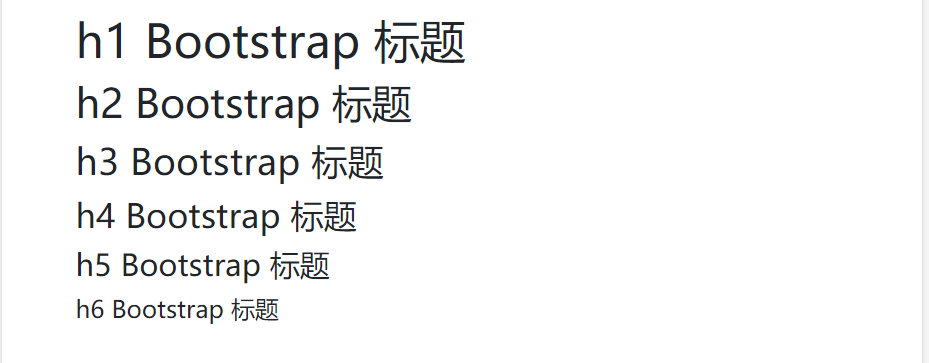 h1 Bootstrap 标题
h2 Bootstrap 标题
h3 Bootstrap 标题
h4 Bootstrap 标题
h5 Bootstrap 标题
h6 Bootstrap 标题